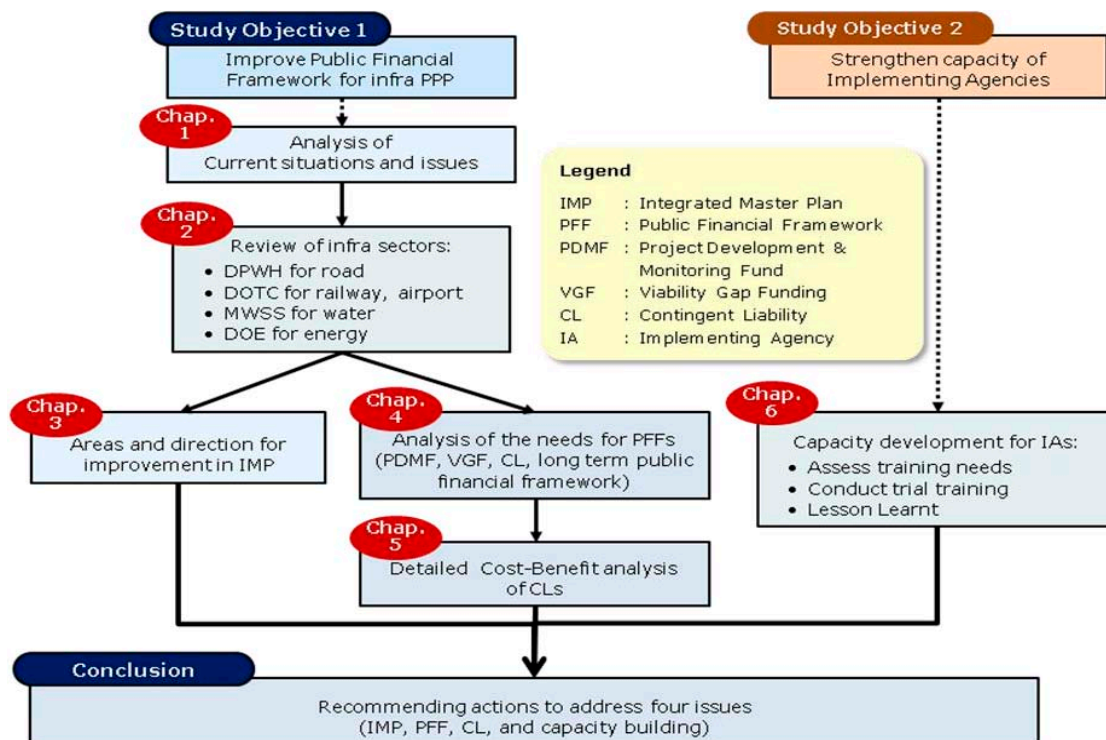 Study Objective 1
Improve Public Financial
Framework for infra PPP
Study Objective 2
Strengthen capacity of
Implementing Agencies
Chap.
1
Analysis of
Current situations and issues
Legend
IMP : Integrated Master Plan
PFF : Public Financial Framework
PDMF : Project Development &
Monitoring Fund
VGF : Viability Gap Funding
CL : Contingent Liability
IA : Implementing Agency
Chap.
2
Review of infra sectors:
• DPWH for road
• DOTC for railway, airport
• MWSS for water
• DOE for energy
Chap.
3
Areas and direction for
improvement in IMP
Chap.
4
Analysis of the needs for PFFs
(PDMF, VGF, CL, long term public
financial framework)
Chap.
5
Detailed Cost-Benefit analysis
of CLs
Chap.
6
Capacity development for IAs:
• Assess training needs
• Conduct trial training
• Lesson Learnt
Conclusion
Recommending actions to address four issues
(IMP, PFF, CL, and capacity building)